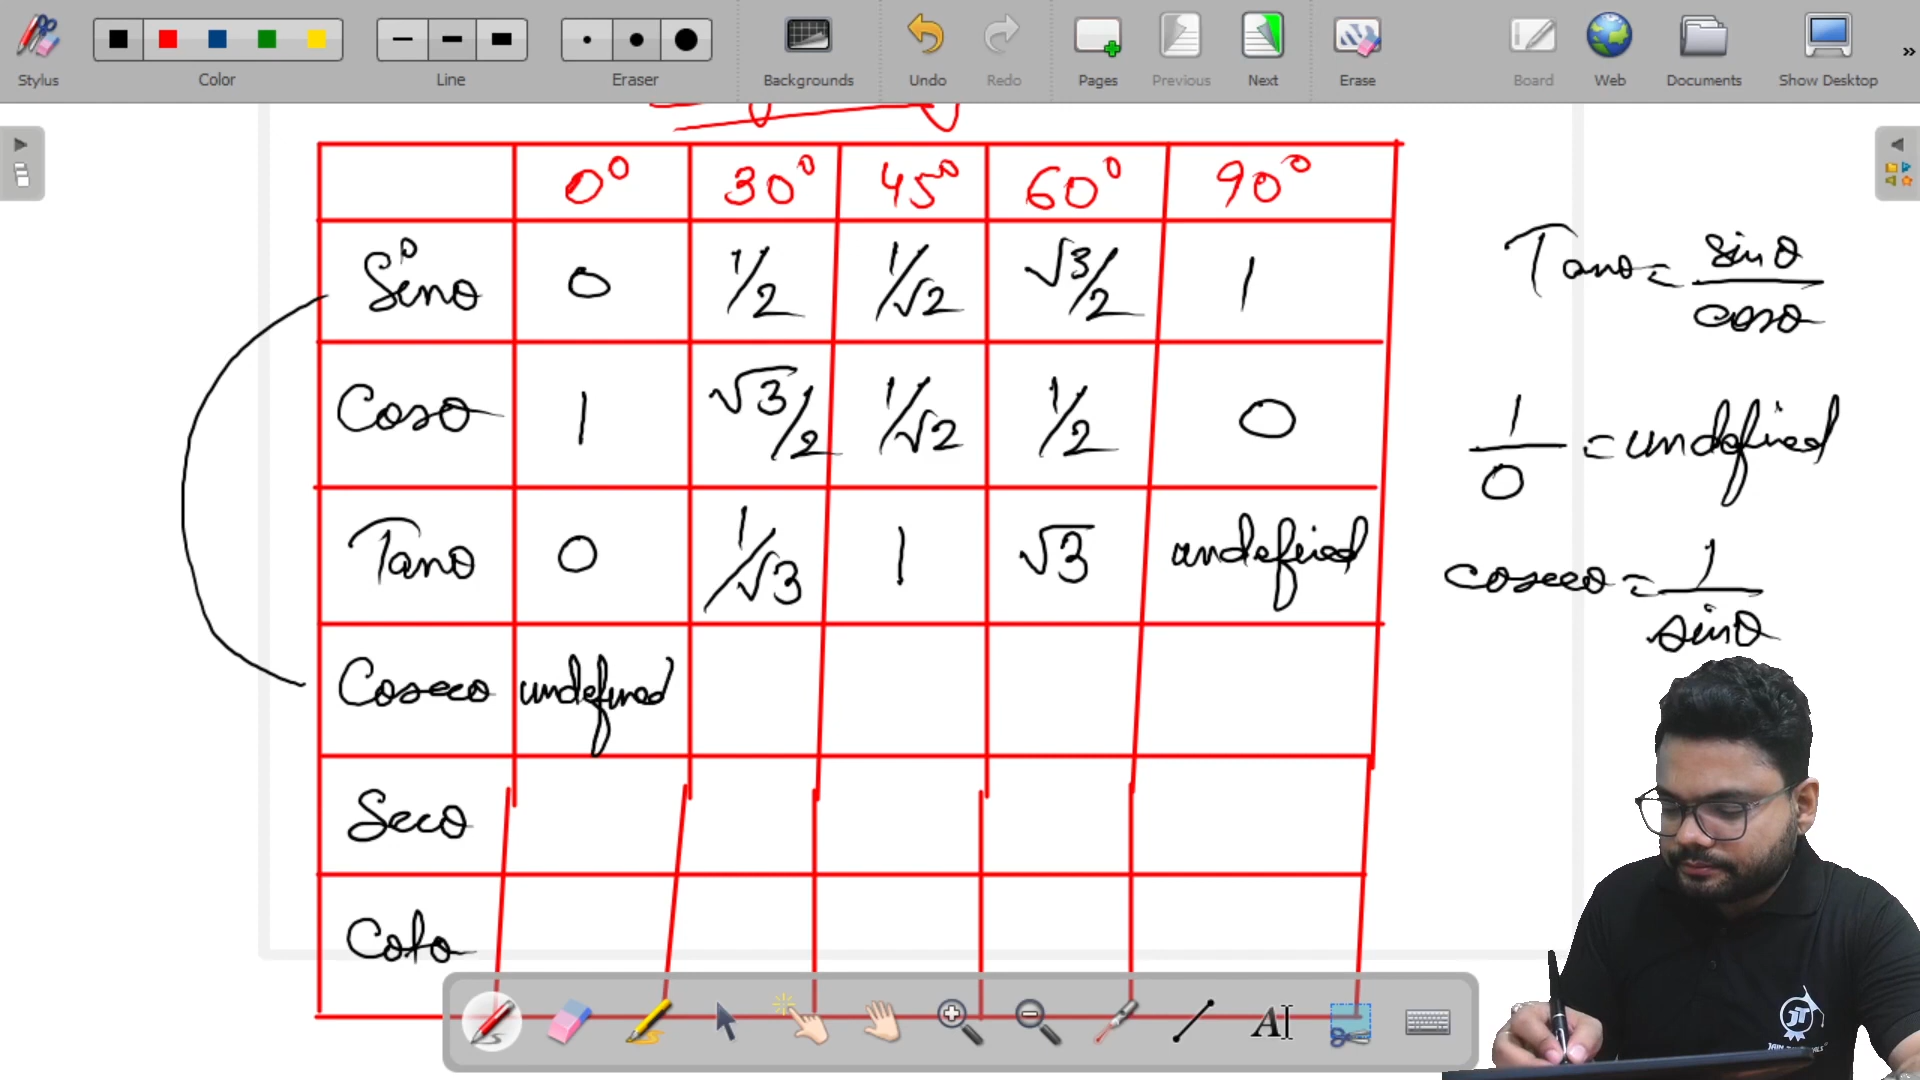 Stylus
Color
Line
Eraser
Backgrounds
Undo
Redo
Pages
Previous
Next
Erase
Board
Web
Documents
Show Desktop
»
0° 30° 45° 60° 90°
Sinθ 0 1/2 1/√2 √3/2 1
Cosθ 1 √3/2 1/√2 1/2 0
Tanθ 0 1/√3 1 √3 undefined
Cosecθ undefined
Secθ
Cotθ
Tanθ = sinθ/cosθ
1/0 = undefined
cosecθ = 1/sinθ
AI
JT